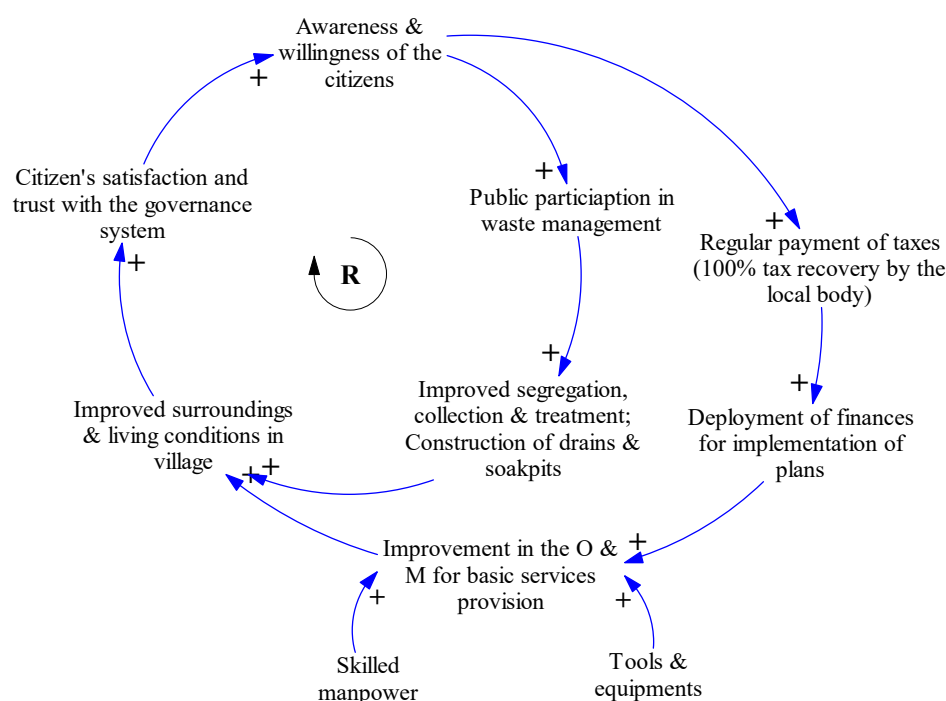 Awareness &
willingness of the
citizens
+
Citizen's satisfaction and
trust with the governance
system
+
+
Public particiaption in
waste management
+
Regular payment of taxes
(100% tax recovery by the
local body)
R
+
Improved segregation,
collection & treatment;
Construction of drains &
soakpits
+
Deployment of finances
for implementation of
plans
Improved surroundings
& living conditions in
village
+
+
+
Improvement in the O &
M for basic services
provision
+
+
Skilled
manpower
Tools &
equipments